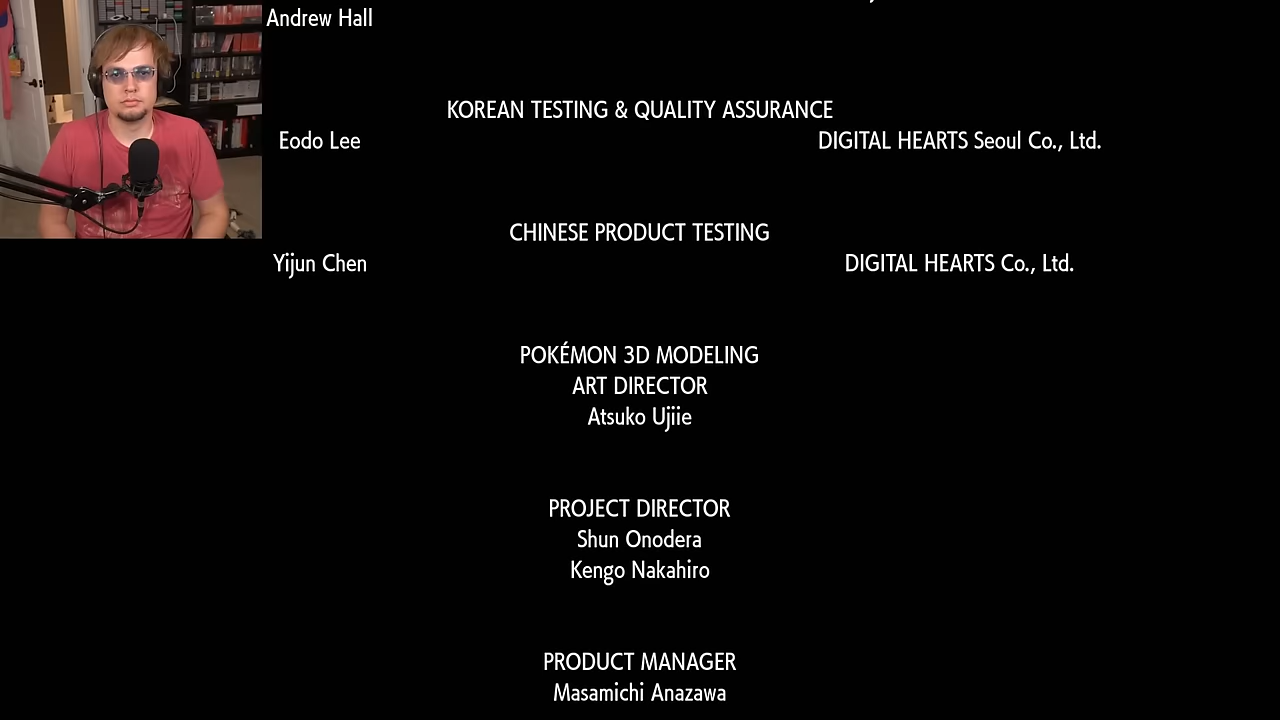 Andrew Hall
KOREAN TESTING & QUALITY ASSURANCE
Eodo Lee DIGITAL HEARTS Seoul Co., Ltd.
CHINESE PRODUCT TESTING
Yijun Chen DIGITAL HEARTS Co., Ltd.
POKÉMON 3D MODELING
ART DIRECTOR
Atsuko Ujiie
PROJECT DIRECTOR
Shun Onodera
Kengo Nakahiro
PRODUCT MANAGER
Masamichi Anazawa